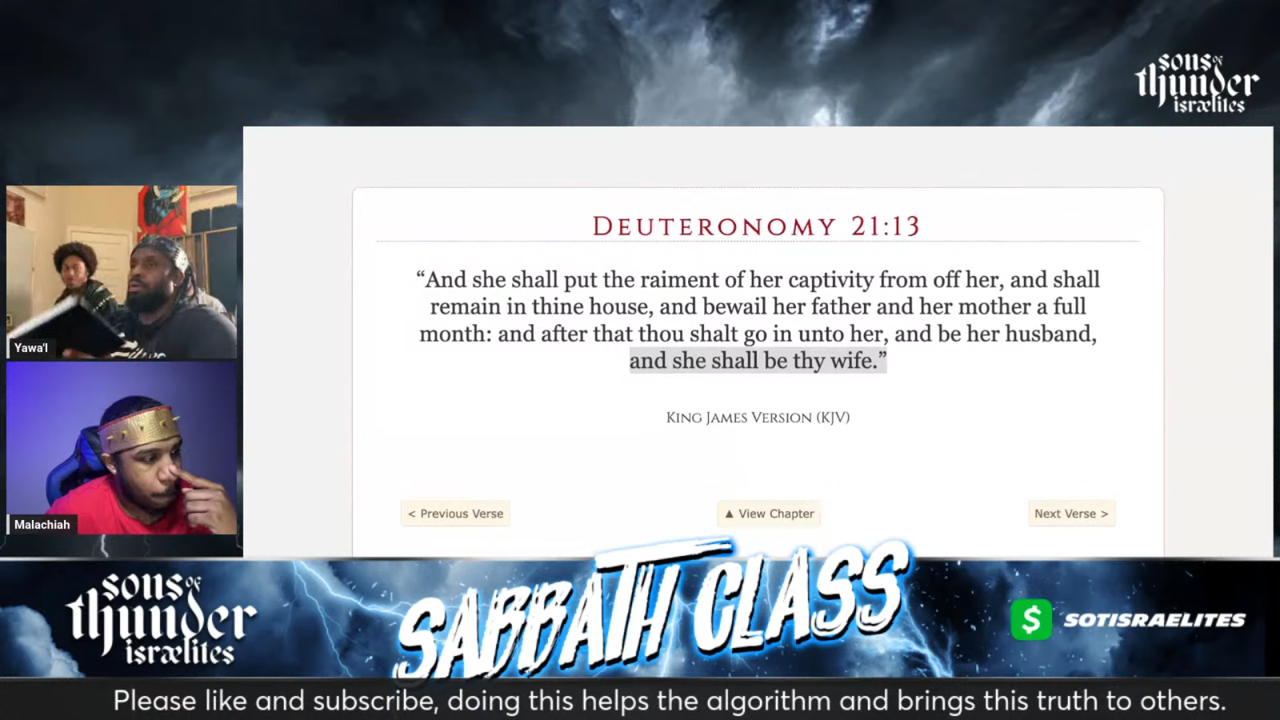 sons of
thunder
israelites
DEUTERONOMY 21:13
“And she shall put the raiment of her captivity from off her, and shall
remain in thine house, and bewail her father and her mother a full
month: and after that thou shalt go in unto her, and be her husband,
and she shall be thy wife.”
KING JAMES VERSION (KJV)
< Previous Verse
▲ View Chapter
Next Verse >
Yawa'l
Malachiah
sons of
thunder
israelites
SABBATH CLASS
$ SOTISRAELITES
Please like and subscribe, doing this helps the algorithm and brings this truth to others.